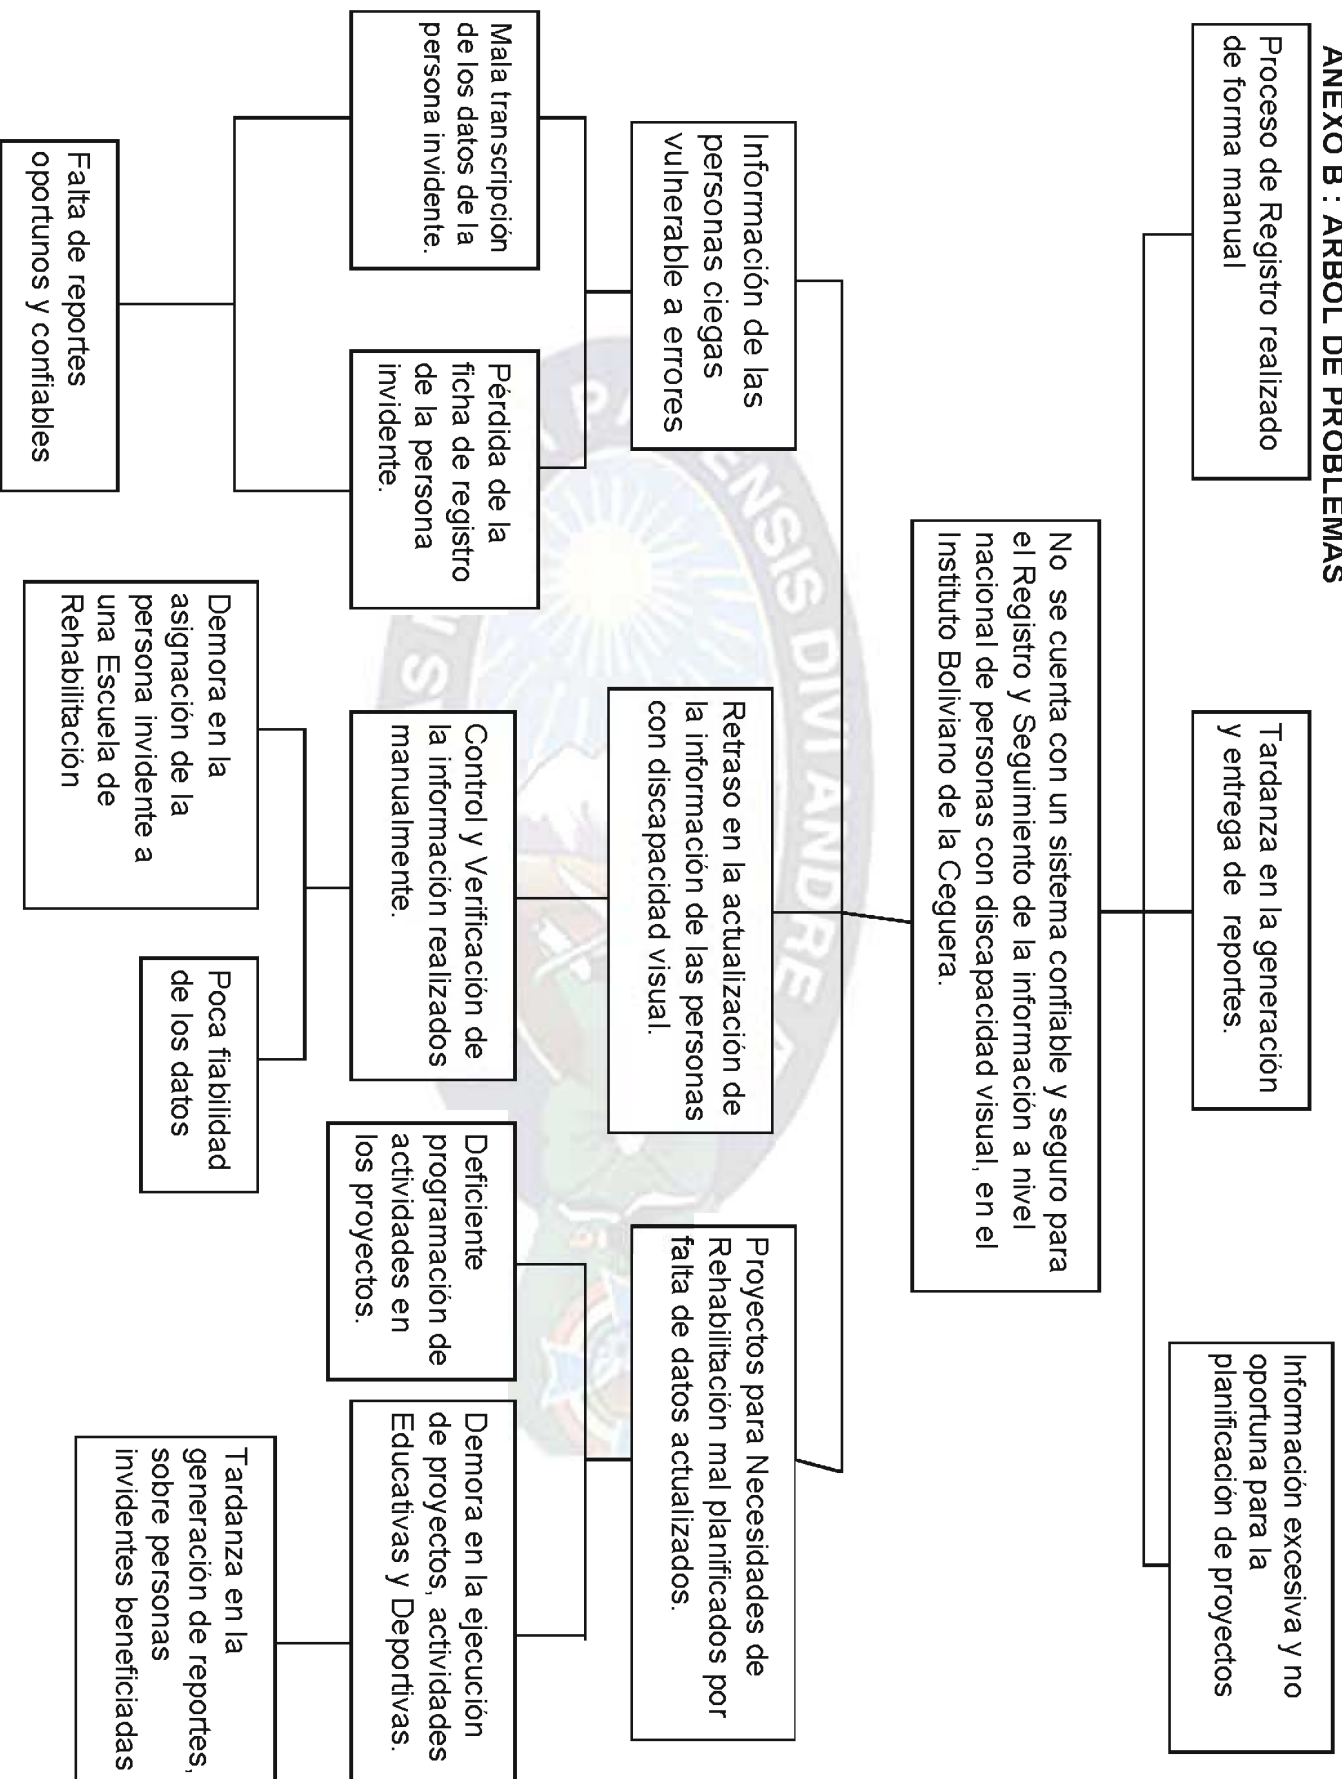 ANEXO B : ARBOL DE PROBLEMAS
Proceso de Registro realizado
de forma manual
Tardanza en la generación
y entrega de reportes.
Información excesiva y no
oportuna para la
planificación de proyectos
No se cuenta con un sistema confiable y seguro para
el Registro y Seguimiento de la información a nivel
nacional de personas con discapacidad visual, en el
Instituto Boliviano de la Ceguera.
Información de las
personas ciegas
vulnerable a errores
Retraso en la actualización de
la información de las personas
con discapacidad visual.
Proyectos para Necesidades de
Rehabilitación mal planificados por
falta de datos actualizados.
Mala transcripción
de los datos de la
persona invidente.
Pérdida de la
ficha de registro
de la persona
invidente.
Control y Verificación de
la información realizados
manualmente.
Deficiente
programación de
actividades en
los proyectos.
Demora en la ejecución
de proyectos, actividades
Educativas y Deportivas.
Falta de reportes
oportunos y confiables
Demora en la
asignación de la
persona invidente a
una Escuela de
Rehabilitación
Poca fiabilidad
de los datos
Tardanza en la
generación de reportes,
sobre personas
invidentes beneficiadas
ENSIS DIVI ANDRE